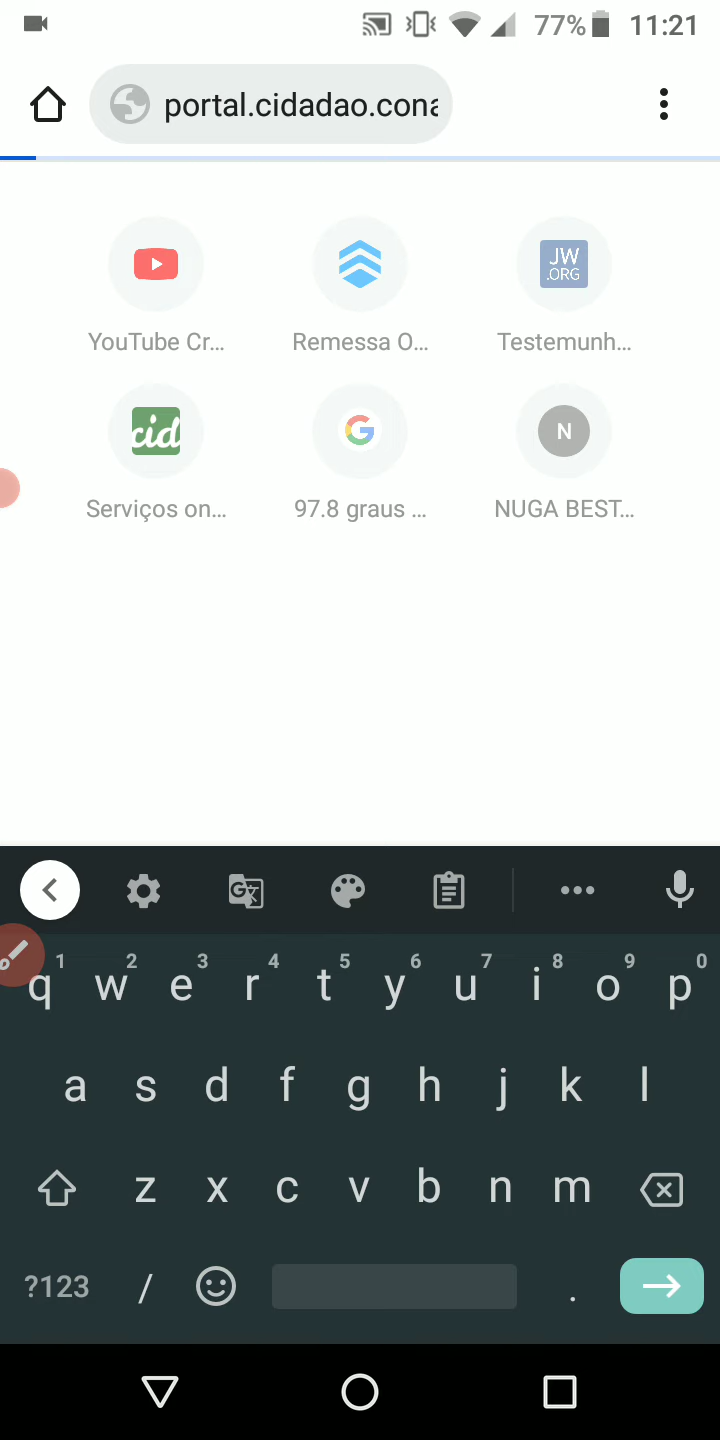 77% 11:21
portal.cidadao.cona
YouTube Cr... Remessa O... Testemunh...
JW
.ORG
cid
N
Serviços on... 97.8 graus ... NUGA BEST...
1 2 3 4 5 6 7 8 9 0
q w e r t y u i o p
a s d f g h j k l
z x c v b n m
?123 / .